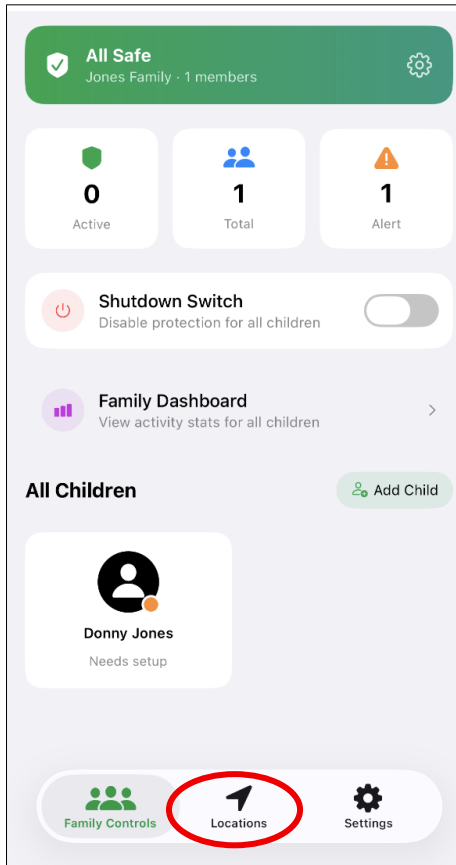 All Safe
Jones Family · 1 members
0
Active
1
Total
1
Alert
Shutdown Switch
Disable protection for all children
Family Dashboard
View activity stats for all children
All Children
Add Child
Donny Jones
Needs setup
Family Controls
Locations
Settings